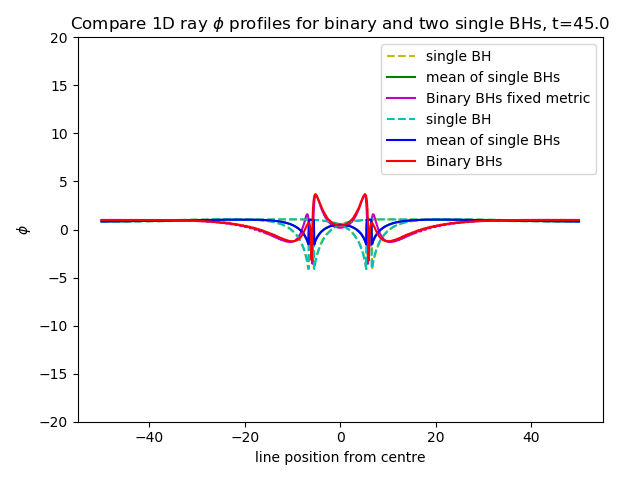 Compare 1D ray ϕ profiles for binary and two single BHs, t=45.0
20
15
10
5
0
−5
−10
−15
−20
ϕ
single BH
mean of single BHs
Binary BHs fixed metric
single BH
mean of single BHs
Binary BHs
−40 −20 0 20 40
line position from centre